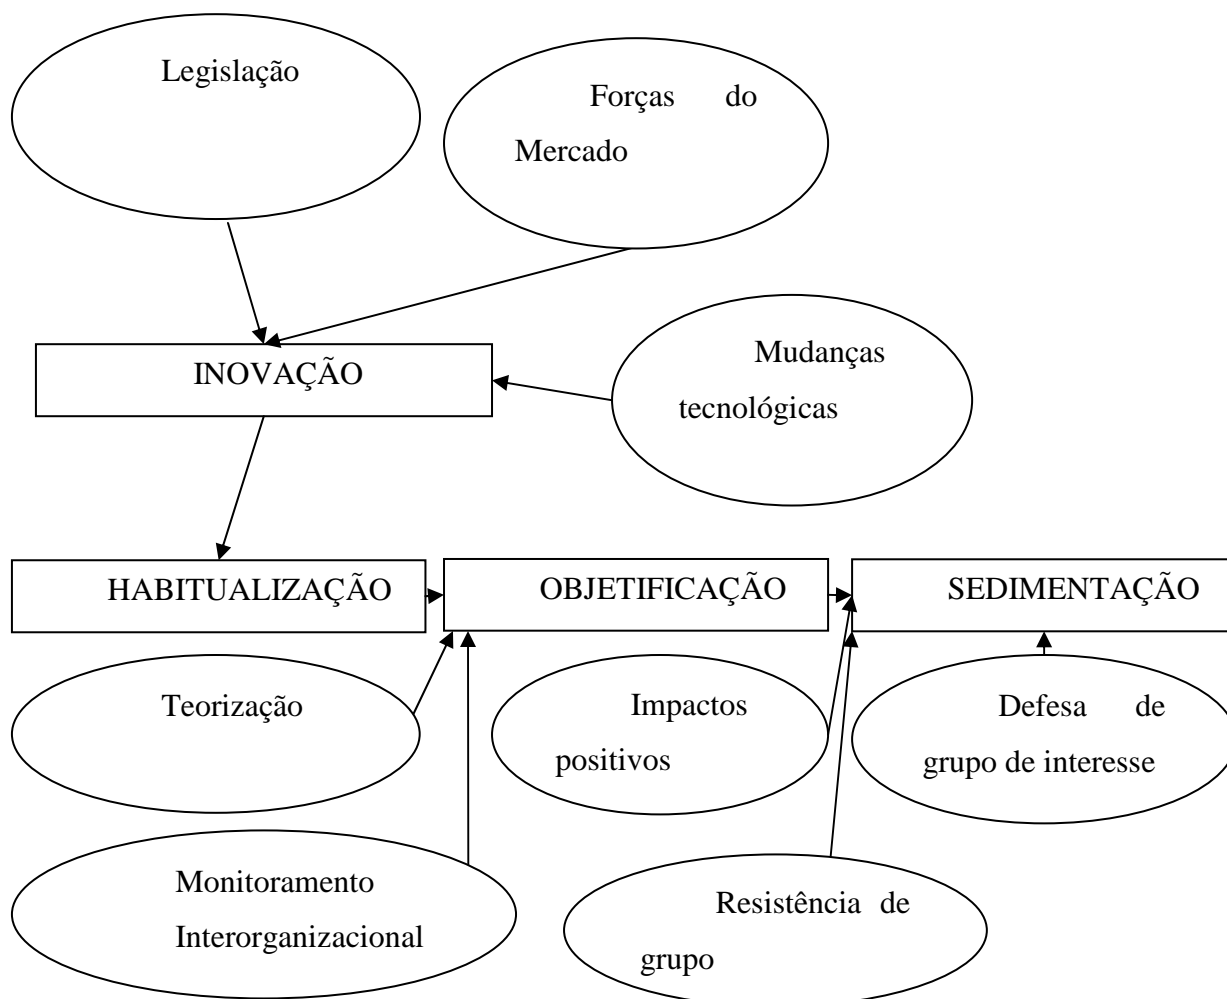 Legislação
Forças do
Mercado
INOVAÇÃO
Mudanças
tecnológicas
HABITUALIZAÇÃO
OBJETIFICAÇÃO
SEDIMENTAÇÃO
Teorização
Impactos
positivos
Defesa de
grupo de interesse
Monitoramento
Interorganizacional
Resistência de
grupo